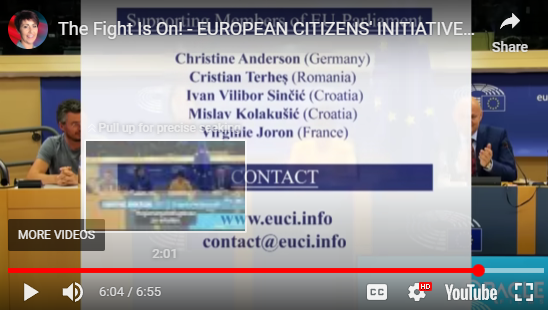 The Fight Is On! - EUROPEAN CITIZENS' INITIATIVE...
Share
Supporting Members of EU Parliament
Christine Anderson (Germany)
Cristian Terheș (Romania)
Ivan Vilibor Sinčić (Croatia)
Mislav Kolakušić (Croatia)
Virginie Joron (France)
Pull up for precise seeking
CONTACT
www.euci.info
contact@euci.info
MORE VIDEOS
2:01
6:04 / 6:55
CC
HD
YouTube